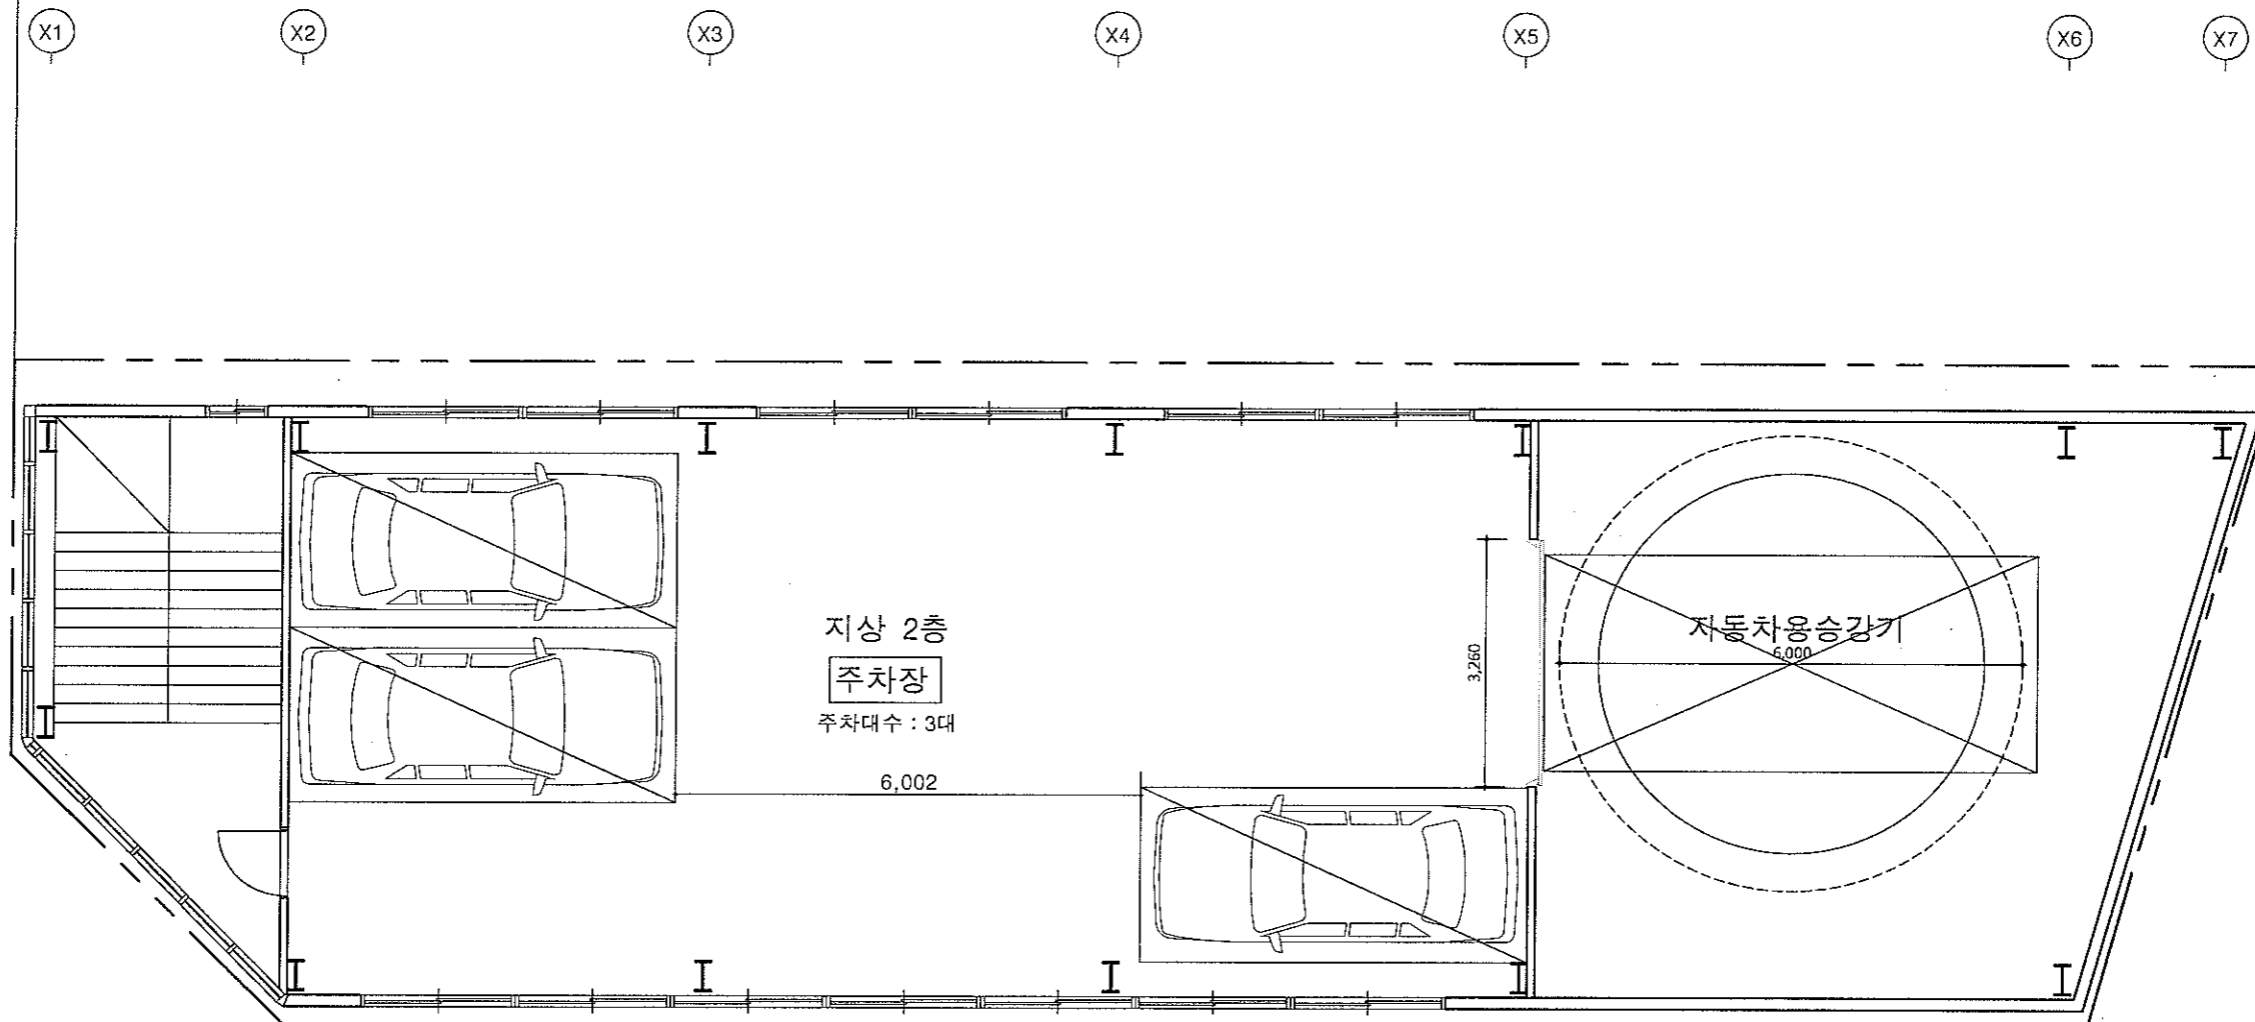 X1 X2 X3 X4 X5 X6 X7
지상 2층
주차장
주차대수 : 3대
6,002
3,260
자동차용승강기
6,000